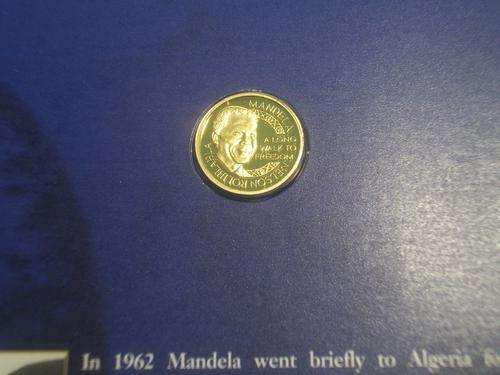 MANDELA
A LONG
WALK TO
FREEDOM
NELSON ROLIHLAHLA
In 1962 Mandela went briefly to Algeria